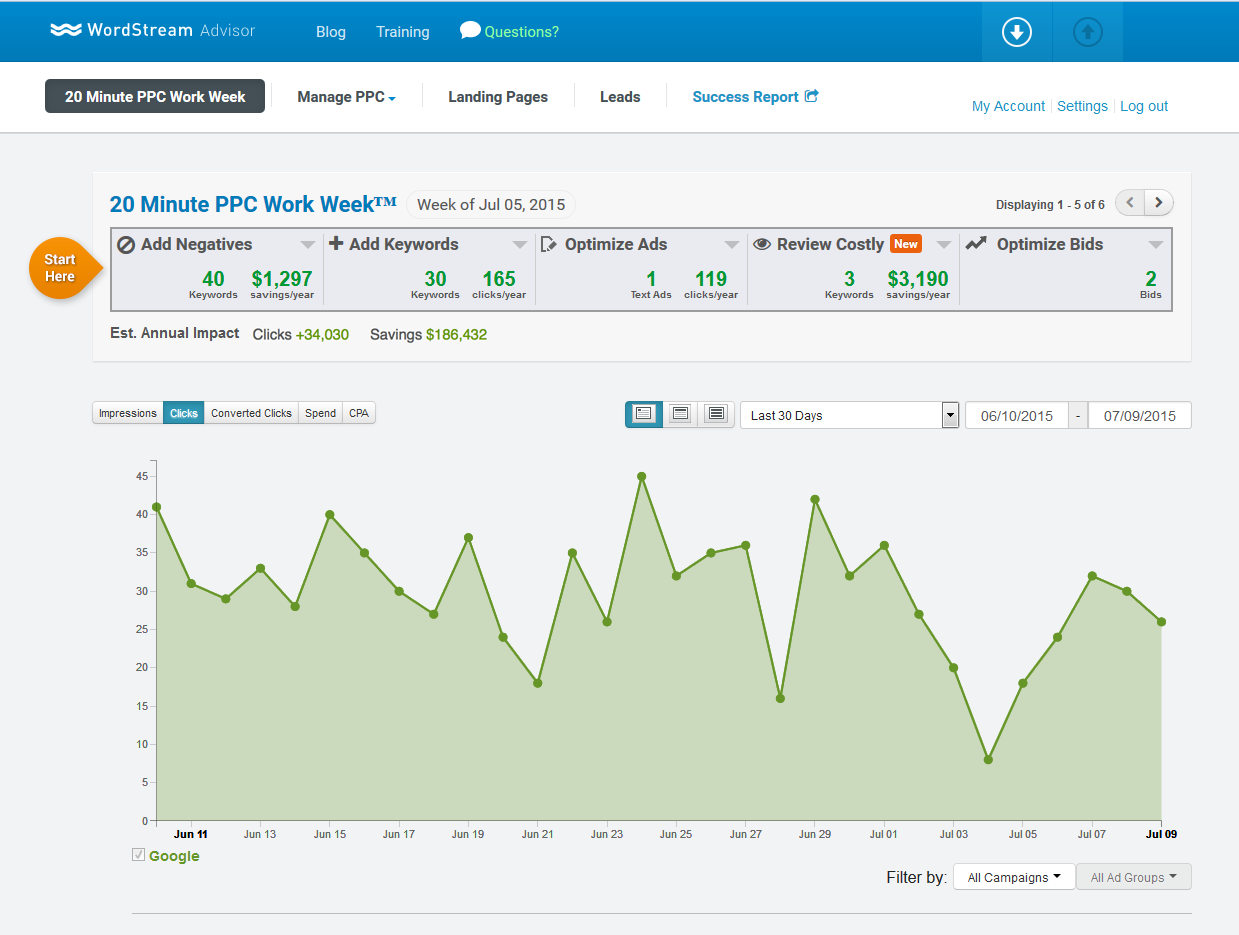 WordStream Advisor Blog Training Questions?
20 Minute PPC Work Week Manage PPC Landing Pages Leads Success Report
My Account Settings Log out
20 Minute PPC Work Week™ Week of Jul 05, 2015 Displaying 1 - 5 of 6
Start
Here
Add Negatives Add Keywords Optimize Ads Review Costly New Optimize Bids
40 $1,297 30 165 1 119 3 $3,190 2
Keywords savings/year Keywords clicks/year Text Ads clicks/year Keywords savings/year Bids
Est. Annual Impact Clicks +34,030 Savings $186,432
Impressions Clicks Converted Clicks Spend CPA Last 30 Days 06/10/2015 - 07/09/2015
45
40
35
30
25
20
15
10
5
0
Jun 11 Jun 13 Jun 15 Jun 17 Jun 19 Jun 21 Jun 23 Jun 25 Jun 27 Jun 29 Jul 01 Jul 03 Jul 05 Jul 07 Jul 09
Google
Filter by: All Campaigns All Ad Groups